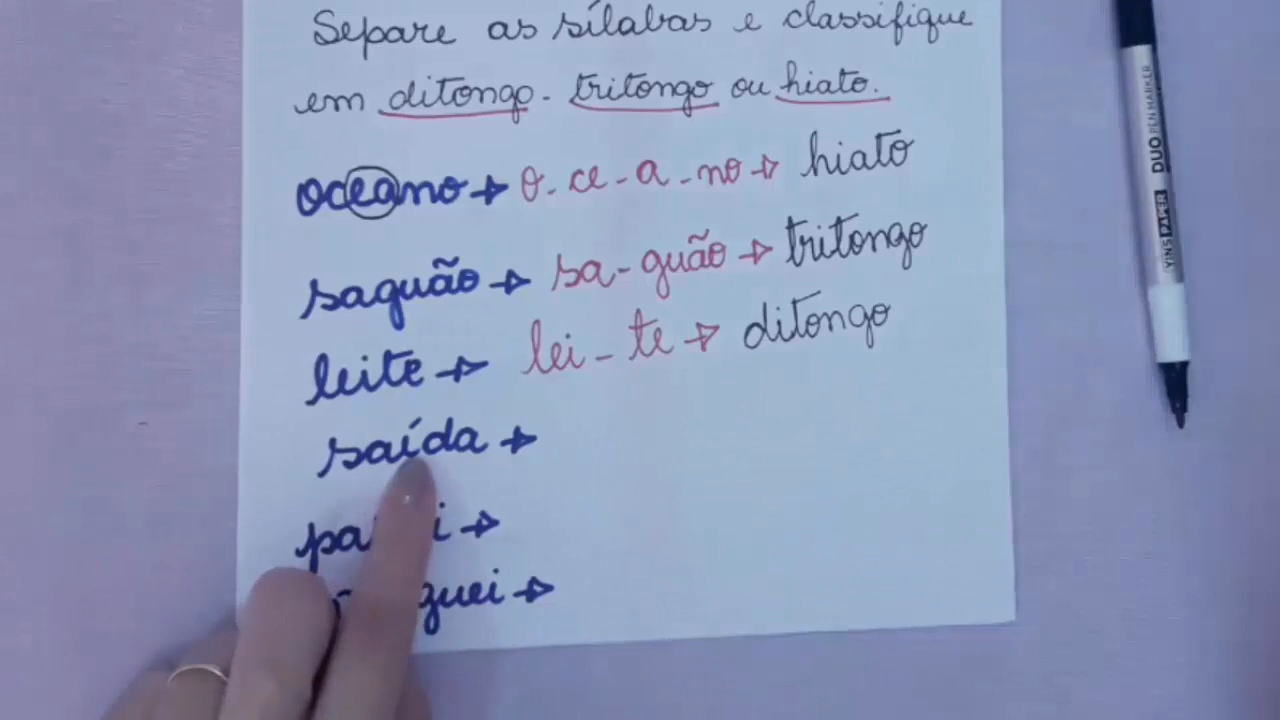 Separe as sílabas e classifique
em ditongo. tritongo ou hiato.
oceano → o-ce-a-no → hiato
saguão → sa-guão → tritongo
leite → lei-te → ditongo
saída →
→
→
YINS PAPER DUO PEN MARKER